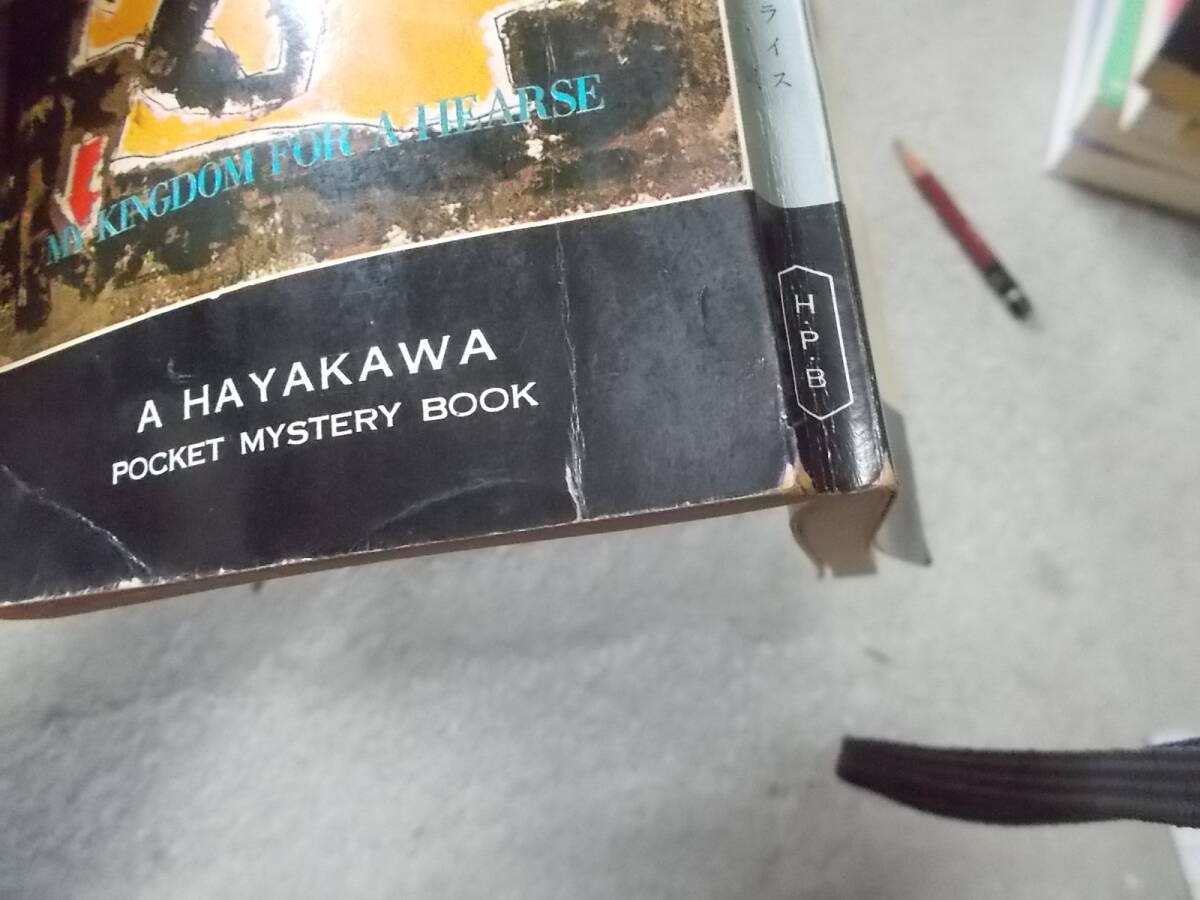 MY KINGDOM FOR A HEARSE
A HAYAKAWA
POCKET MYSTERY BOOK
ライス
H・P・B